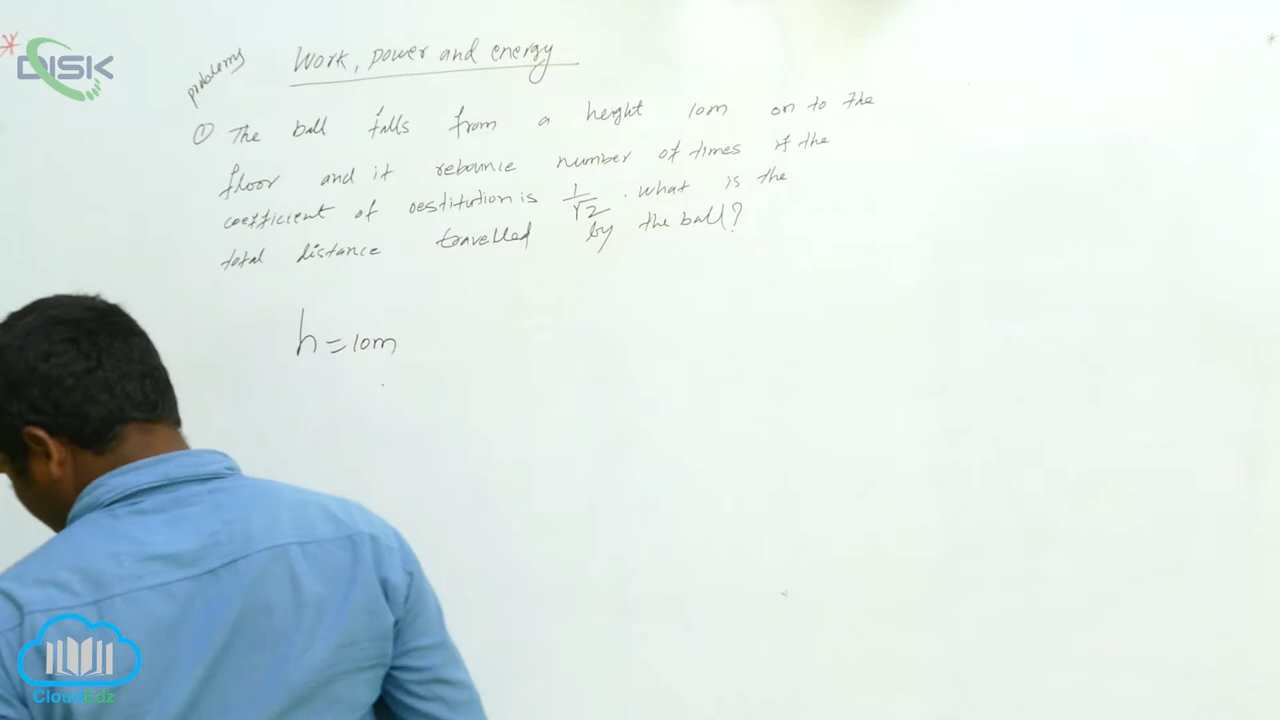 DISK
problems
Work, power and energy
① The ball falls from a height 10m on to the
floor and it rebounce number of times if the
coefficient of restitution is 1/√2 . What is the
total distance travelled by the ball?
h = 10m
CloudEdz